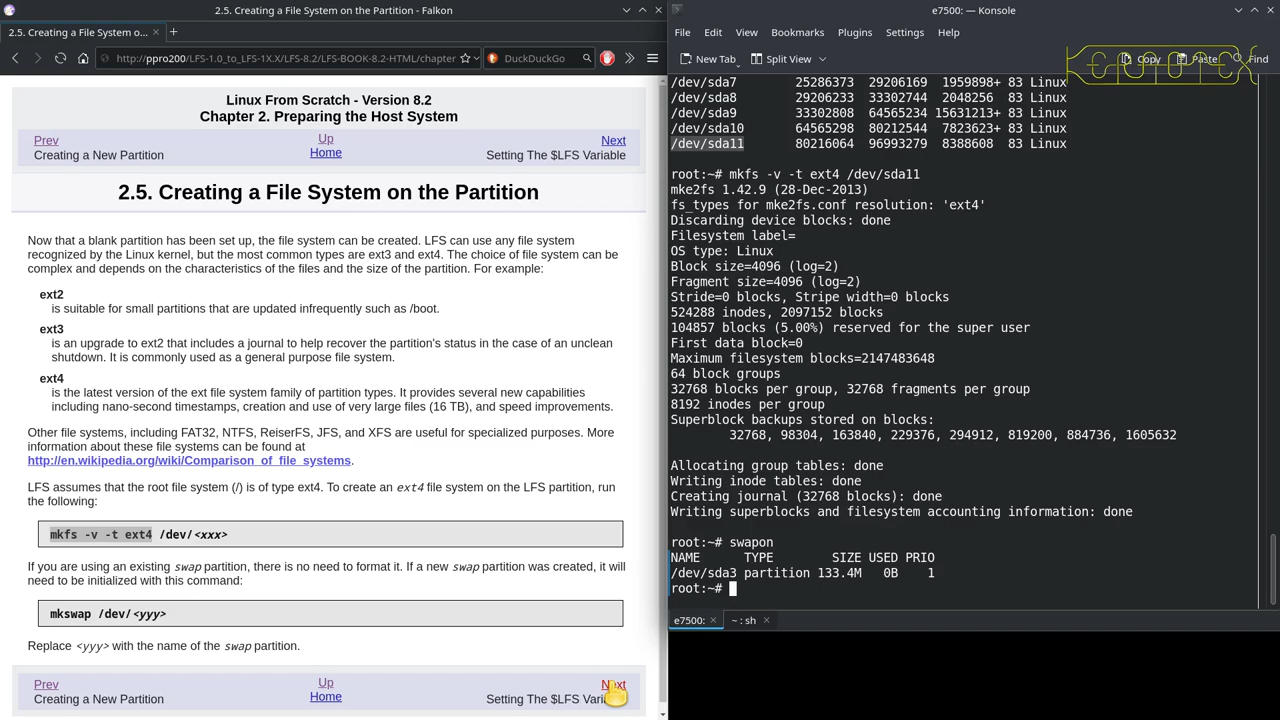 2.5. Creating a File System on the Partition - Falkon
2.5. Creating a File System o...
http://ppro200/LFS-1.0_to_LFS-1X.X/LFS-8.2/LFS-BOOK-8.2-HTML/chapter
DuckDuckGo
Linux From Scratch - Version 8.2
Chapter 2. Preparing the Host System
Prev
Up
Next
Creating a New Partition
Home
Setting The $LFS Variable
2.5. Creating a File System on the Partition
Now that a blank partition has been set up, the file system can be created. LFS can use any file system
recognized by the Linux kernel, but the most common types are ext3 and ext4. The choice of file system can be
complex and depends on the characteristics of the files and the size of the partition. For example:
ext2
is suitable for small partitions that are updated infrequently such as /boot.
ext3
is an upgrade to ext2 that includes a journal to help recover the partition's status in the case of an unclean
shutdown. It is commonly used as a general purpose file system.
ext4
is the latest version of the ext file system family of partition types. It provides several new capabilities
including nano-second timestamps, creation and use of very large files (16 TB), and speed improvements.
Other file systems, including FAT32, NTFS, ReiserFS, JFS, and XFS are useful for specialized purposes. More
information about these file systems can be found at
http://en.wikipedia.org/wiki/Comparison_of_file_systems.
LFS assumes that the root file system (/) is of type ext4. To create an ext4 file system on the LFS partition, run
the following:
mkfs -v -t ext4 /dev/<xxx>
If you are using an existing swap partition, there is no need to format it. If a new swap partition was created, it will
need to be initialized with this command:
mkswap /dev/<yyy>
Replace <yyy> with the name of the swap partition.
Prev
Up
Next
Creating a New Partition
Home
Setting The $LFS Vari
e7500: — Konsole
File Edit View Bookmarks Plugins Settings Help
New Tab Split View Copy Paste Find
/dev/sda7 25286373 29206169 1959898+ 83 Linux
/dev/sda8 29206233 33302744 2048256 83 Linux
/dev/sda9 33302808 64565234 15631213+ 83 Linux
/dev/sda10 64565298 80212544 7823623+ 83 Linux
/dev/sda11 80216064 96993279 8388608 83 Linux
root:~# mkfs -v -t ext4 /dev/sda11
mke2fs 1.42.9 (28-Dec-2013)
fs_types for mke2fs.conf resolution: 'ext4'
Discarding device blocks: done
Filesystem label=
OS type: Linux
Block size=4096 (log=2)
Fragment size=4096 (log=2)
Stride=0 blocks, Stripe width=0 blocks
524288 inodes, 2097152 blocks
104857 blocks (5.00%) reserved for the super user
First data block=0
Maximum filesystem blocks=2147483648
64 block groups
32768 blocks per group, 32768 fragments per group
8192 inodes per group
Superblock backups stored on blocks:
32768, 98304, 163840, 229376, 294912, 819200, 884736, 1605632
Allocating group tables: done
Writing inode tables: done
Creating journal (32768 blocks): done
Writing superblocks and filesystem accounting information: done
root:~# swapon
NAME TYPE SIZE USED PRIO
/dev/sda3 partition 133.4M 0B 1
root:~#
e7500:
~ : sh